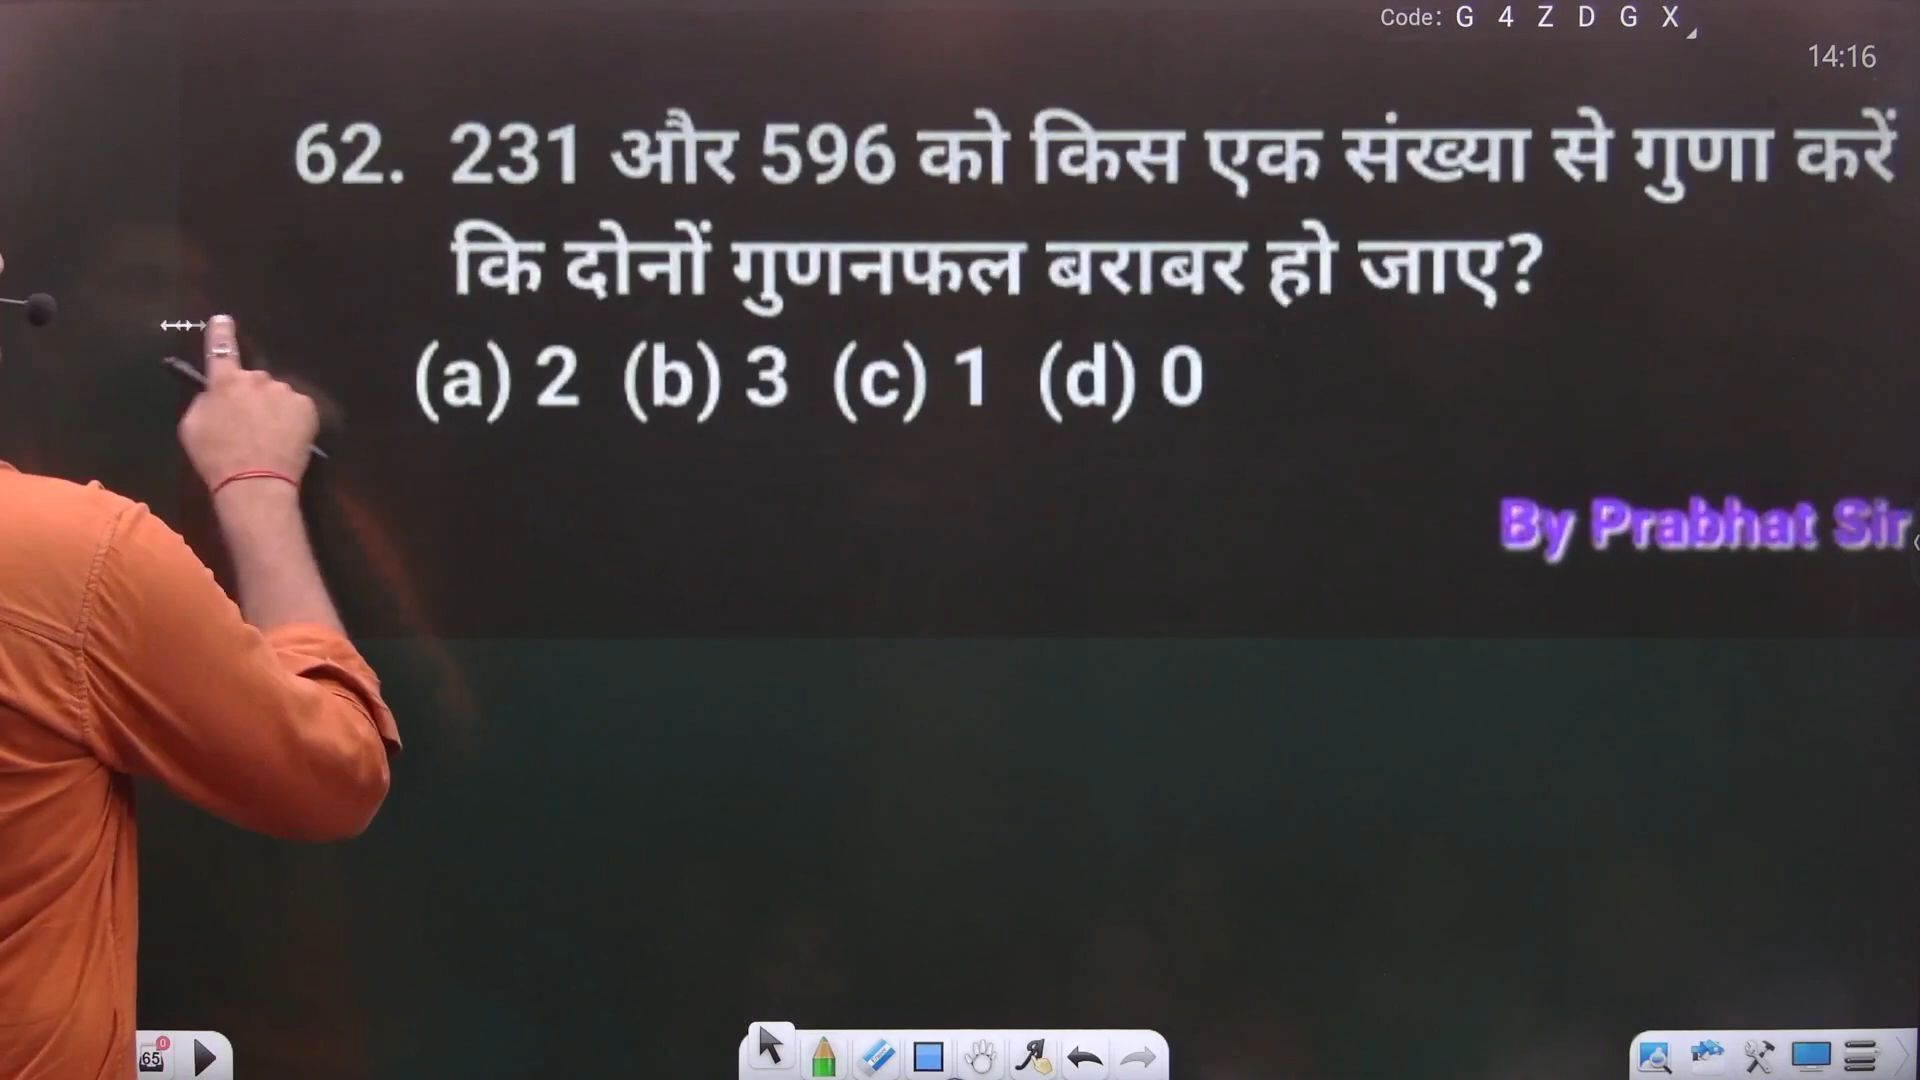 Code: G 4 Z D G X
14:16
62. 231 और 596 को किस एक संख्या से गुणा करें
कि दोनों गुणनफल बराबर हो जाए?
(a) 2 (b) 3 (c) 1 (d) 0
By Prabhat Sir
65
0